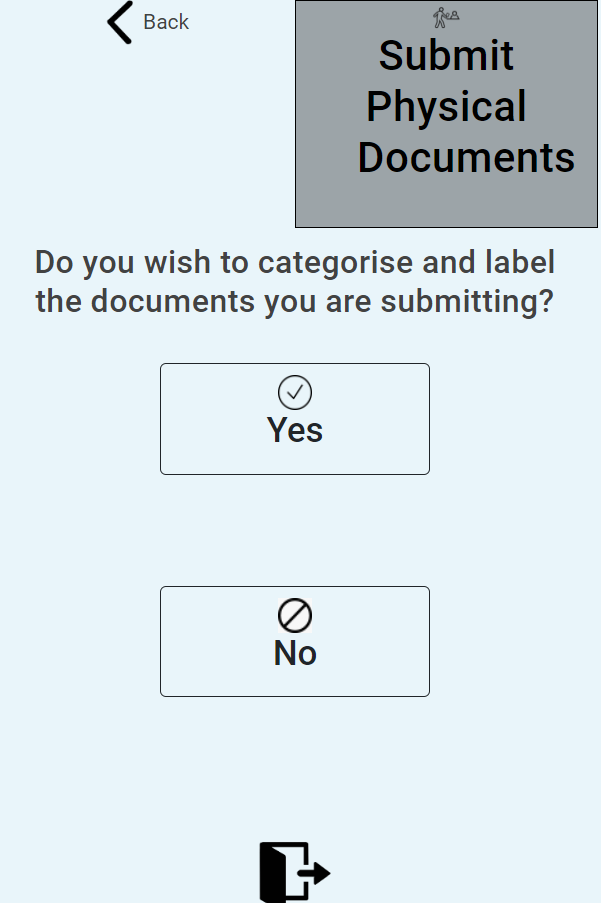 Back
Submit
Physical
Documents
Do you wish to categorise and label
the documents you are submitting?
Yes
No